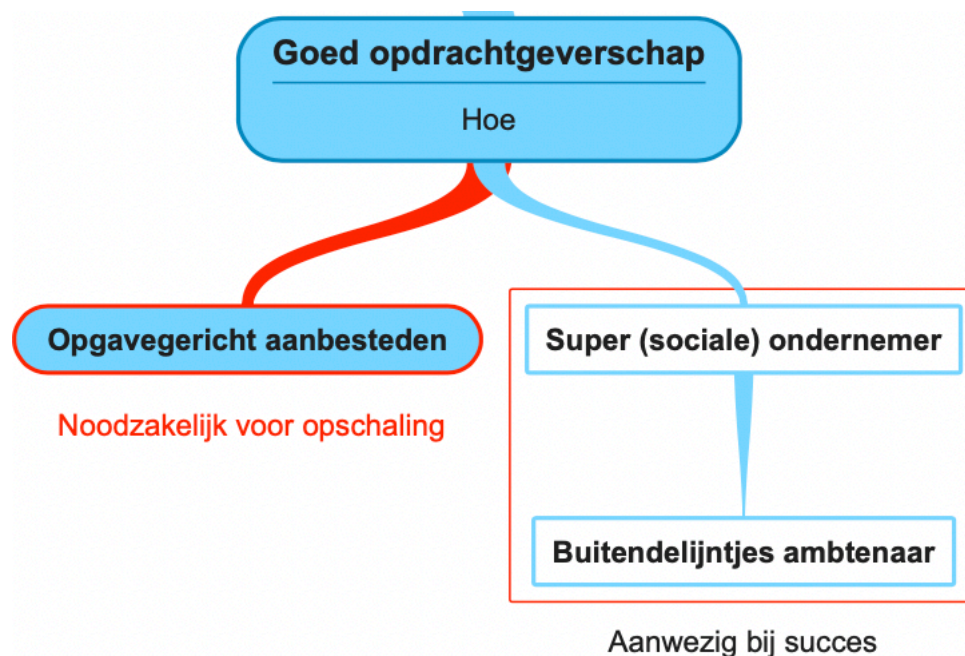 Goed opdrachtgeverschap
Hoe
Opgavegericht aanbesteden
Noodzakelijk voor opschaling
Super (sociale) ondernemer
Buitendelijntjes ambtenaar
Aanwezig bij succes